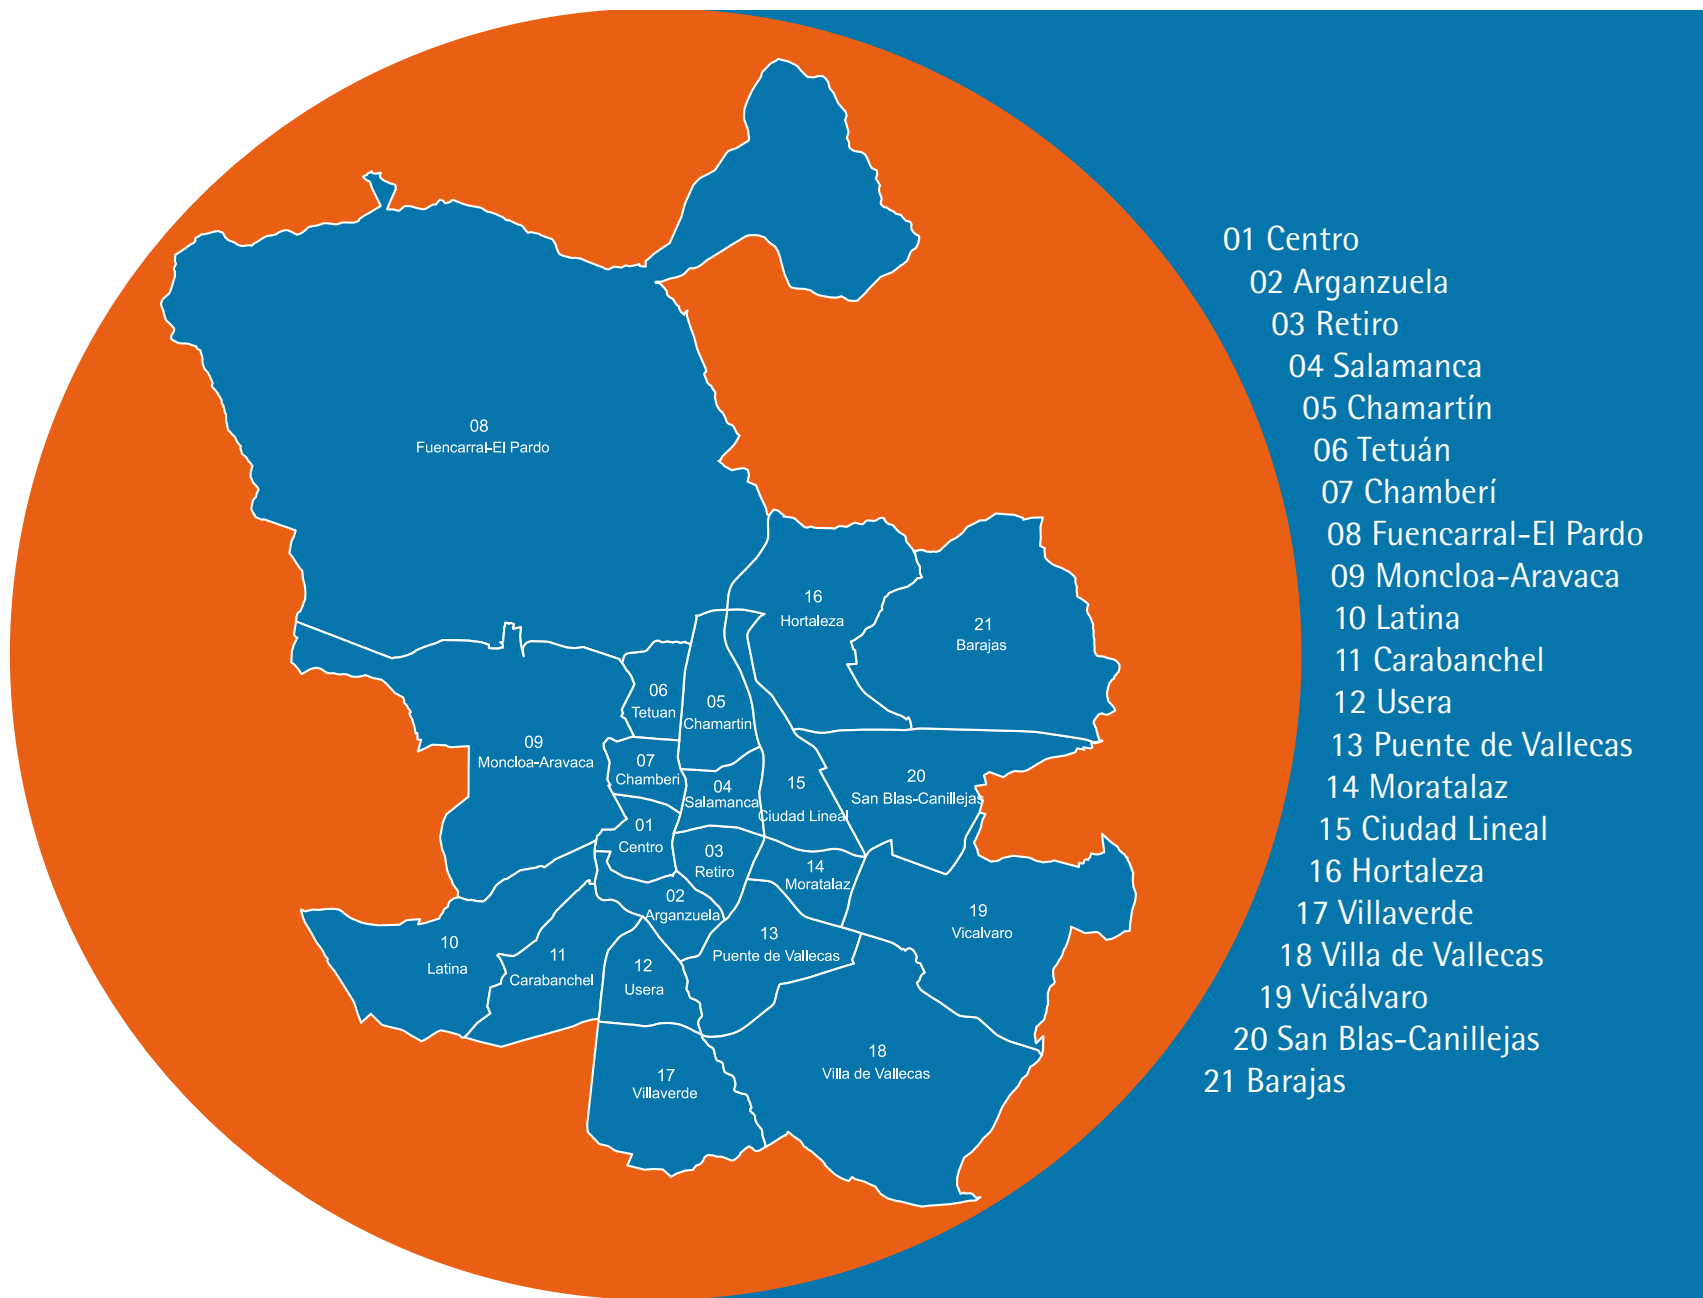 08
Fuencarral-El Pardo
16
Hortaleza
21
Barajas
06
Tetuan
05
Chamartin
09
Moncloa-Aravaca
07
Chamberi
04
Salamanca
15
Ciudad Lineal
20
San Blas-Canillejas
01
Centro
03
Retiro
14
Moratalaz
02
Arganzuela
19
Vicalvaro
13
Puente de Vallecas
10
Latina
11
Carabanchel
12
Usera
18
Villa de Vallecas
17
Villaverde
01 Centro
02 Arganzuela
03 Retiro
04 Salamanca
05 Chamartín
06 Tetuán
07 Chamberí
08 Fuencarral-El Pardo
09 Moncloa-Aravaca
10 Latina
11 Carabanchel
12 Usera
13 Puente de Vallecas
14 Moratalaz
15 Ciudad Lineal
16 Hortaleza
17 Villaverde
18 Villa de Vallecas
19 Vicálvaro
20 San Blas-Canillejas
21 Barajas